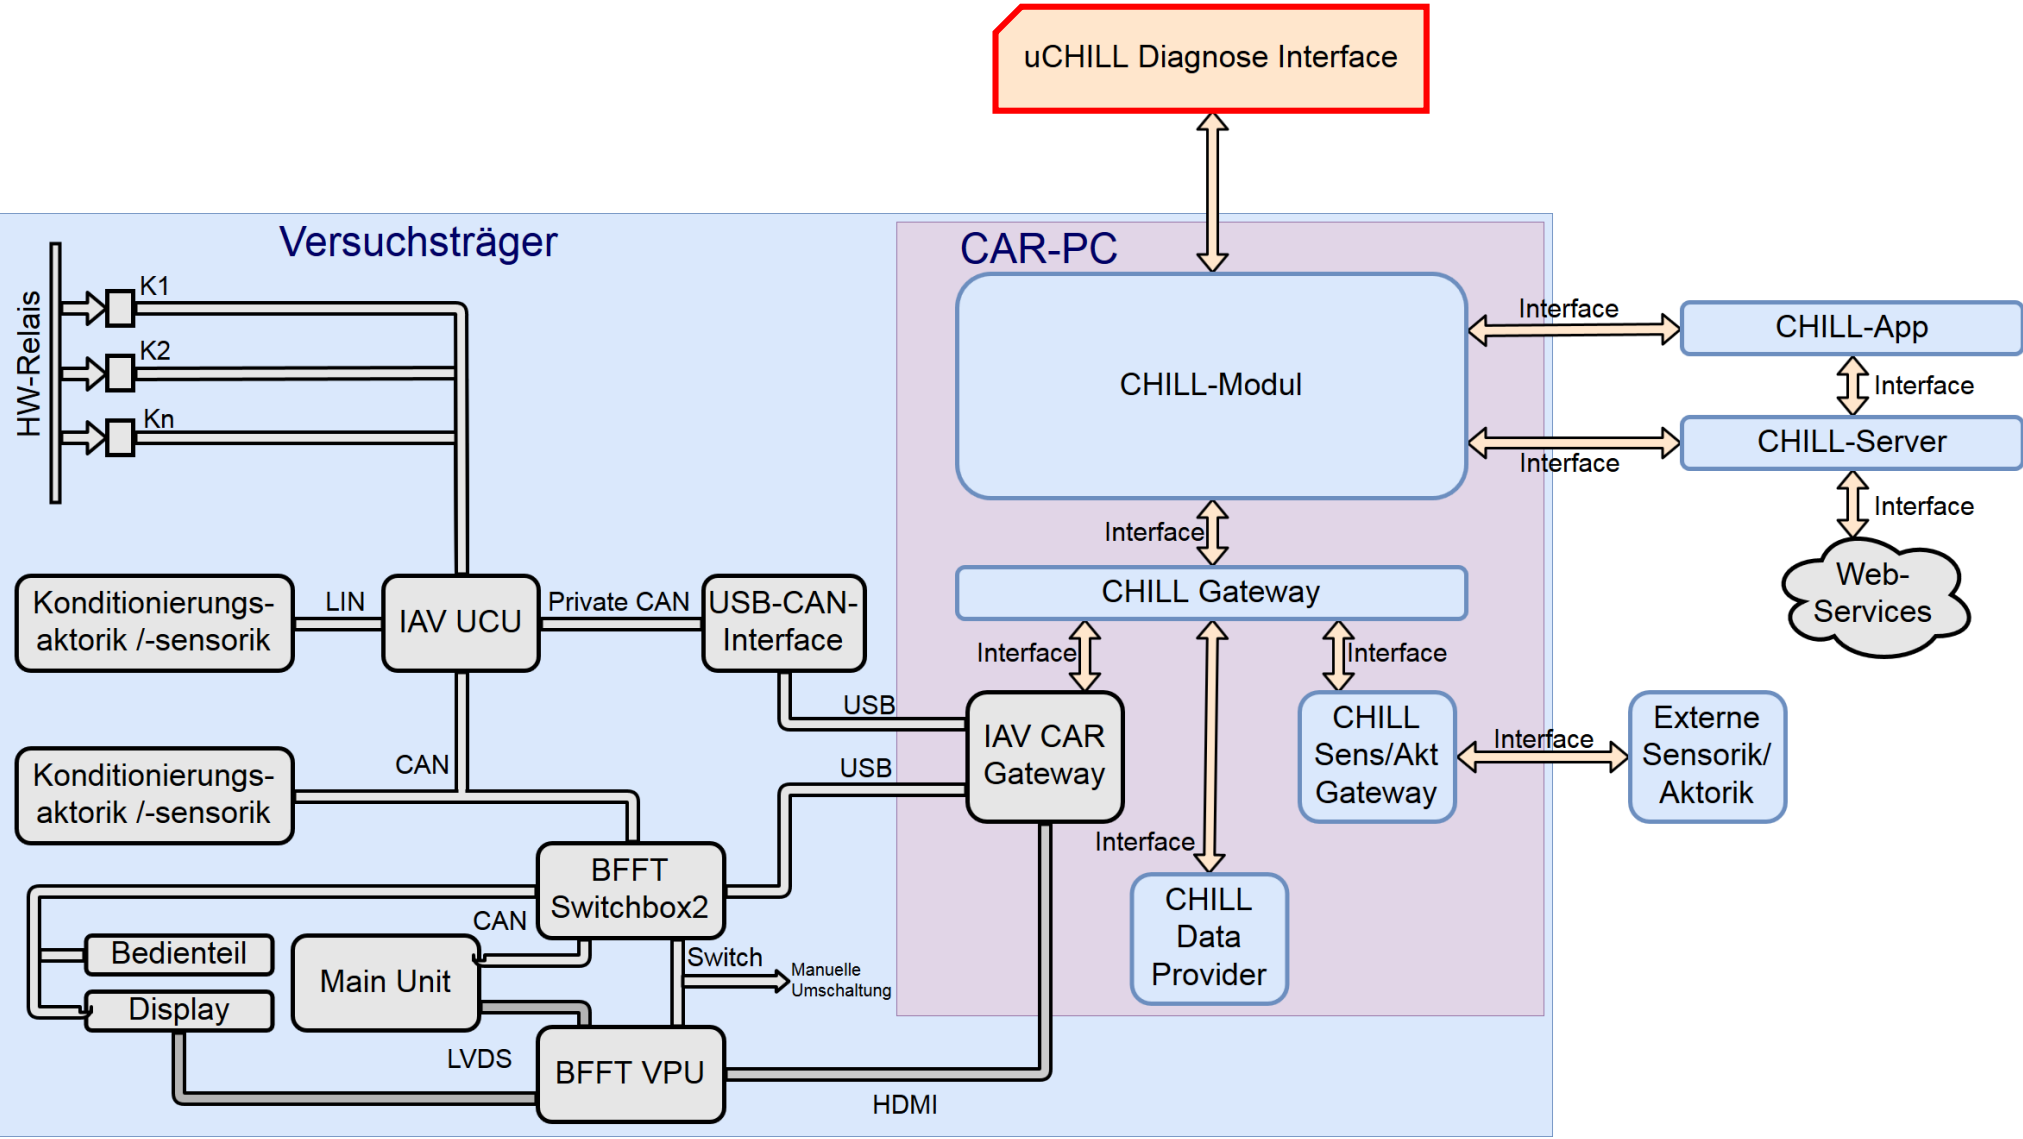 uCHILL Diagnose Interface
Versuchsträger
CAR-PC
HW-Relais
K1
K2
Kn
CHILL-Modul
Interface
CHILL-App
Interface
CHILL-Server
Interface
Interface
Web-
Services
Interface
CHILL Gateway
Konditionierungs-
aktorik /-sensorik
LIN
IAV UCU
Private CAN
USB-CAN-
Interface
Interface
Interface
USB
IAV CAR
Gateway
CHILL
Sens/Akt
Gateway
Interface
Externe
Sensorik/
Aktorik
Konditionierungs-
aktorik /-sensorik
CAN
USB
Interface
BFFT
Switchbox2
CHILL
Data
Provider
CAN
Bedienteil
Display
Main Unit
Switch
Manuelle
Umschaltung
LVDS
BFFT VPU
HDMI